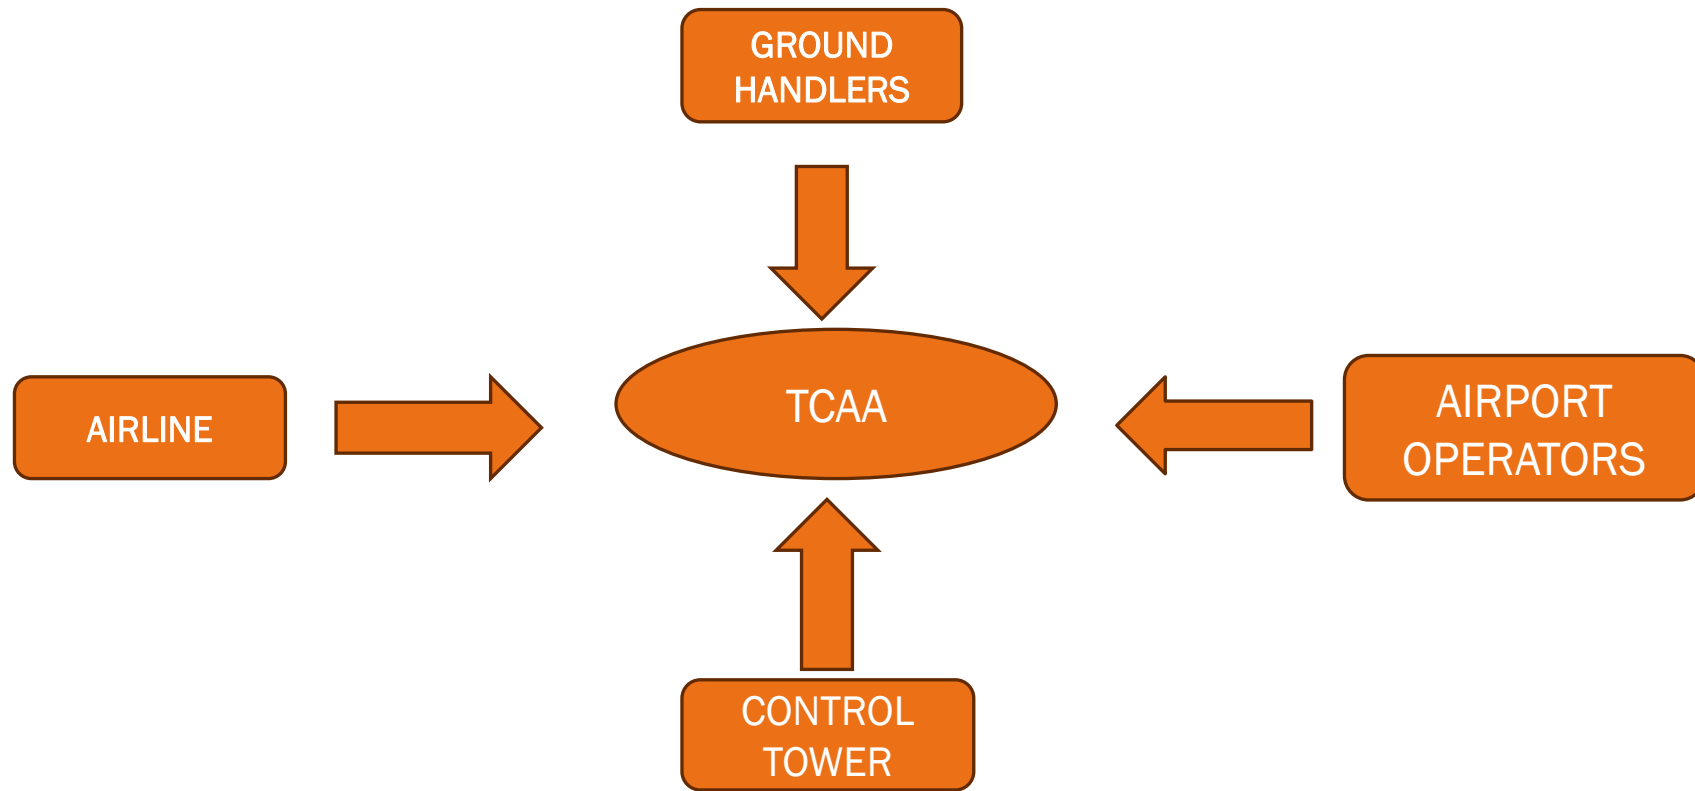 GROUND
HANDLERS
AIRLINE
TCAA
AIRPORT
OPERATORS
CONTROL
TOWER